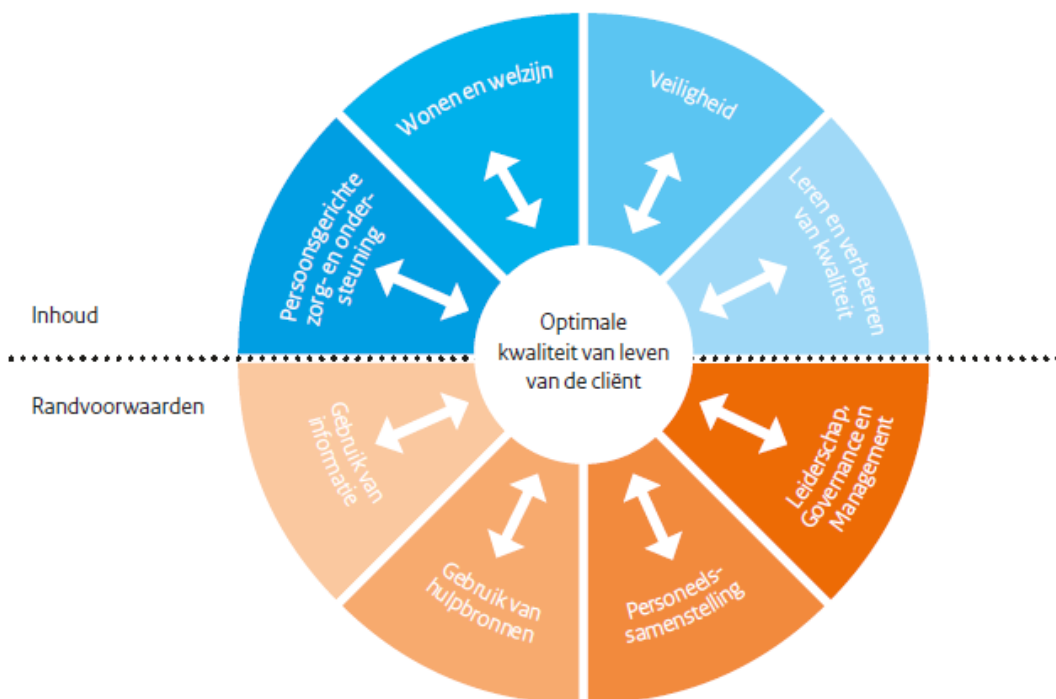 Wonen en welzijn
Veiligheid
Persoonsgerichte
zorg- en onder-
steuning
Leren en verbeteren
van kwaliteit
Inhoud
Optimale
kwaliteit van leven
van de cliënt
Randvoorwaarden
Gebruik van
informatie
Leiderschap,
Governance en
Management
Gebruik van
hulpbronnen
Personeels-
samenstelling